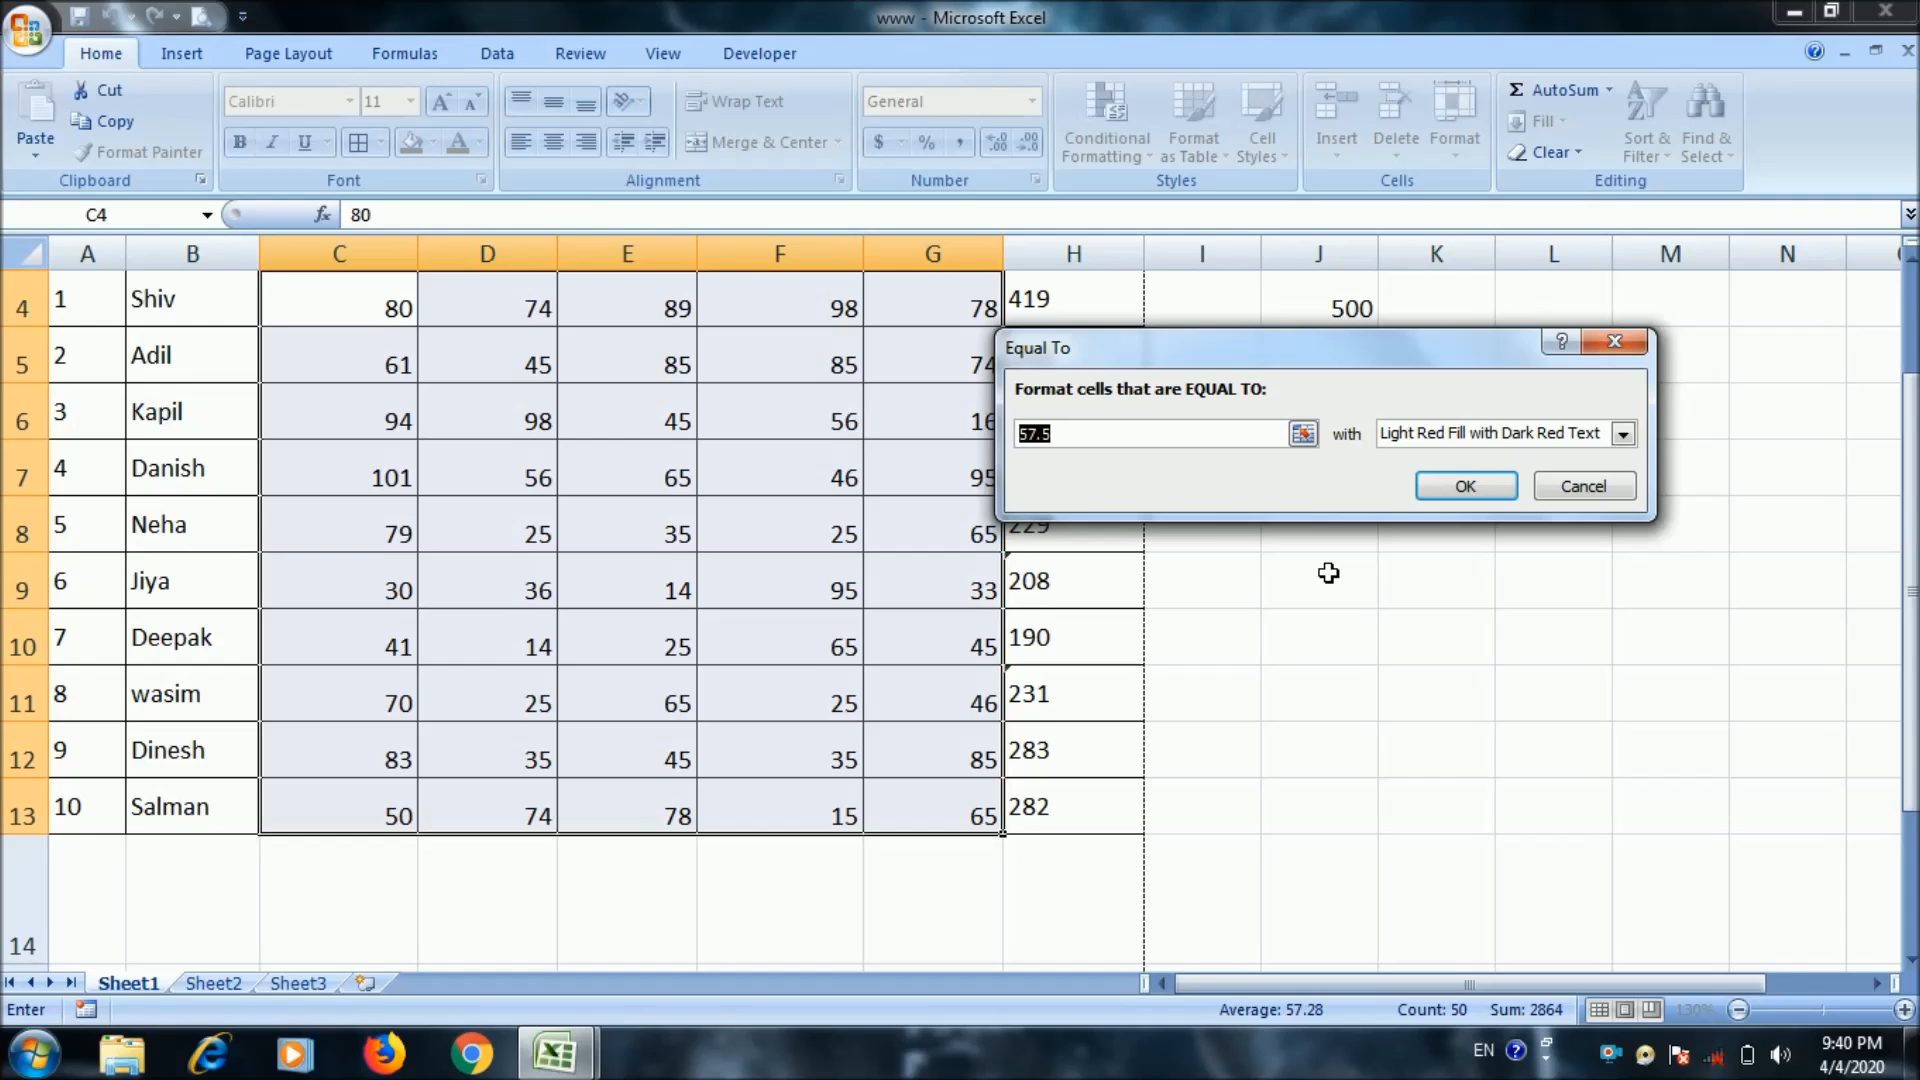 www - Microsoft Excel
Home Insert Page Layout Formulas Data Review View Developer
Paste Cut Copy Format Painter
Calibri 11
B I U
Wrap Text
Merge & Center
General
$ % ,
Conditional Formatting
Format as Table
Cell Styles
Insert Delete Format
Σ AutoSum
Fill
Clear
Sort & Filter
Find & Select
Clipboard Font Alignment Number Styles Cells Editing
C4 fx 80
A B C D E F G H I J K L M N
4 1 Shiv 80 74 89 98 78 419 500
5 2 Adil 61 45 85 85 74
6 3 Kapil 94 98 45 56 16
7 4 Danish 101 56 65 46 95
8 5 Neha 79 25 35 25 65 229
9 6 Jiya 30 36 14 95 33 208
10 7 Deepak 41 14 25 65 45 190
11 8 wasim 70 25 65 25 46 231
12 9 Dinesh 83 35 45 35 85 283
13 10 Salman 50 74 78 15 65 282
14
Equal To
Format cells that are EQUAL TO:
57.5 with Light Red Fill with Dark Red Text
OK Cancel
Sheet1 Sheet2 Sheet3
Enter Average: 57.28 Count: 50 Sum: 2864 130%
EN 9:40 PM
4/4/2020